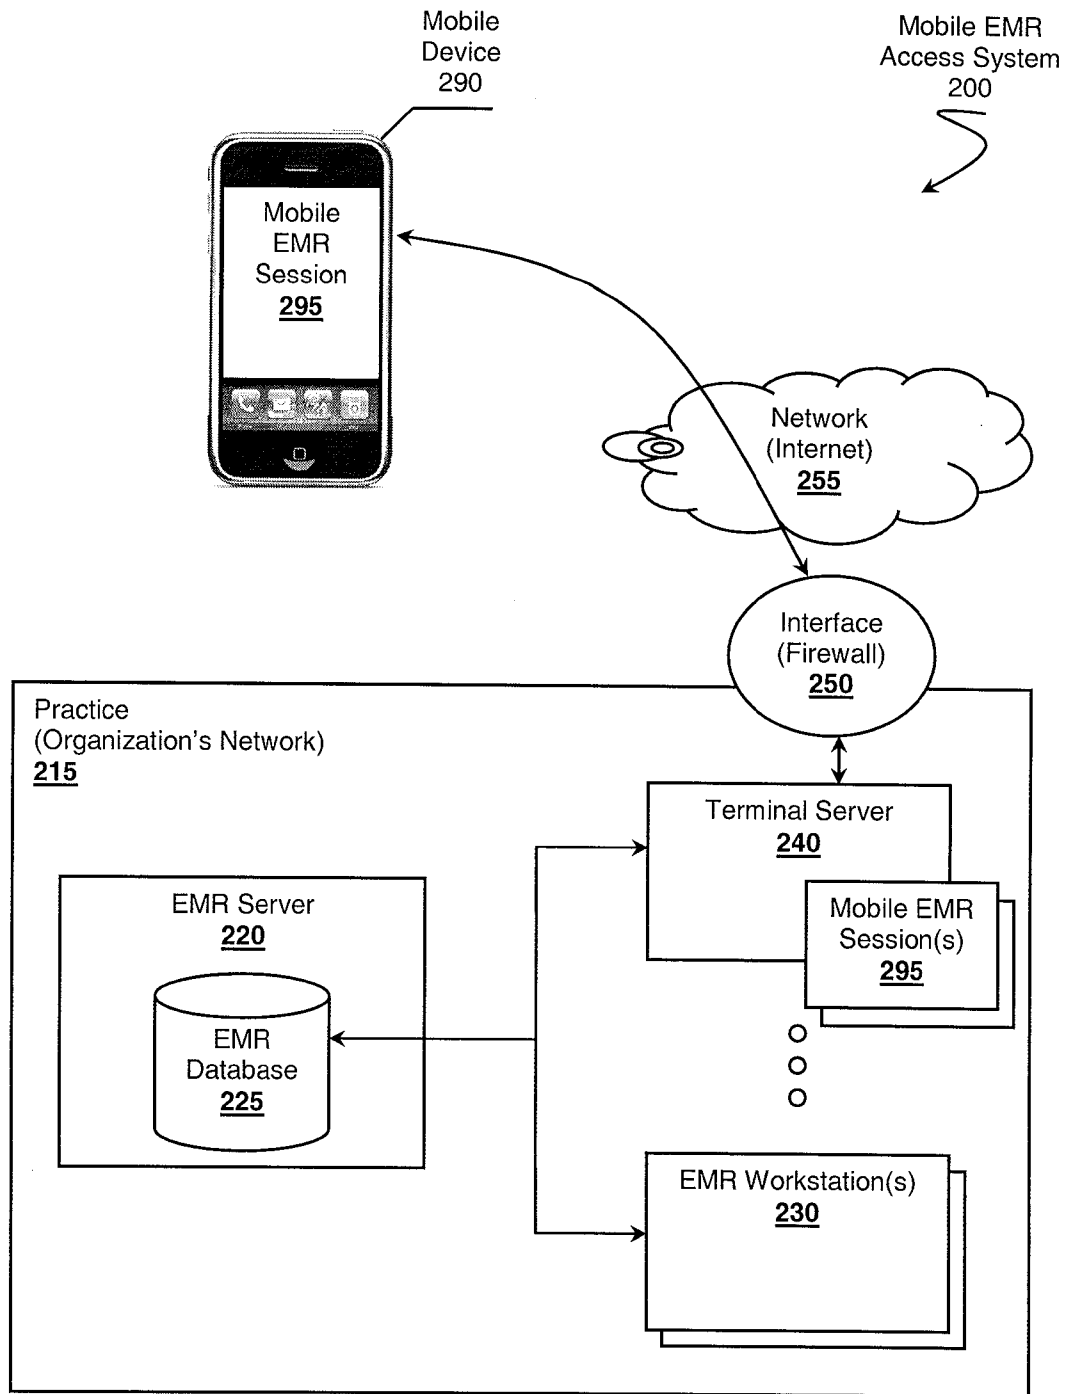 Mobile
Device
290
Mobile EMR
Access System
200
Mobile
EMR
Session
295
Network
(Internet)
255
Interface
(Firewall)
250
Practice
(Organization's Network)
215
Terminal Server
240
EMR Server
220
Mobile EMR
Session(s)
295
EMR
Database
225
EMR Workstation(s)
230